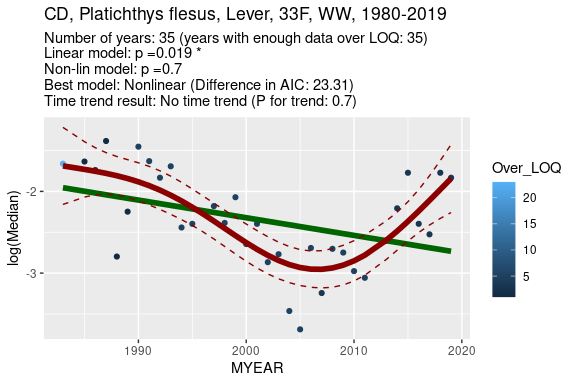 CD, Platichthys flesus, Lever, 33F, WW, 1980-2019
Number of years: 35 (years with enough data over LOQ: 35)
Linear model: p =0.019 *
Non-lin model: p =0.7
Best model: Nonlinear (Difference in AIC: 23.31)
Time trend result: No time trend (P for trend: 0.7)
Over_LOQ
20
15
10
5
log(Median)
-2
-3
1990
2000
2010
2020
MYEAR